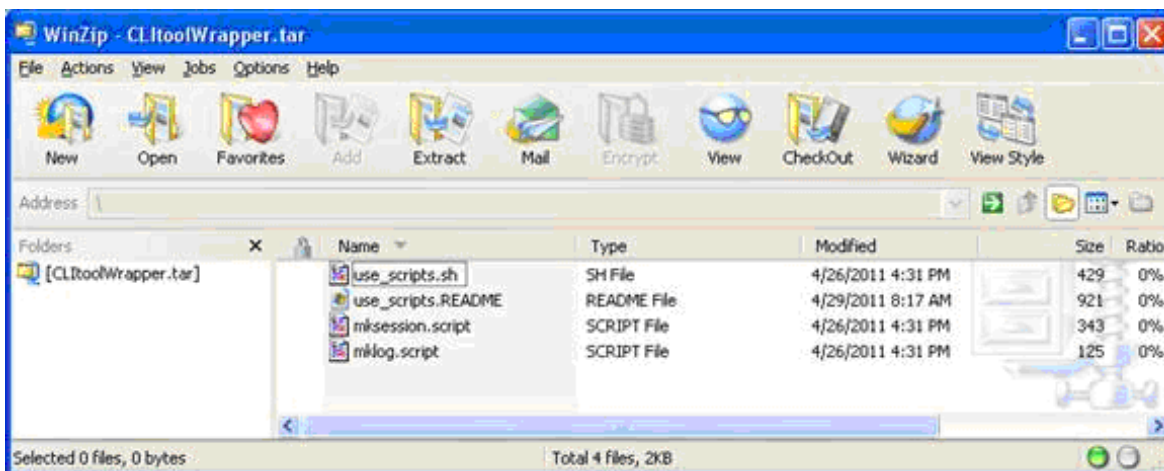 WinZip - CLItoolWrapper.tar
File Actions View Jobs Options Help
New Open Favorites Add Extract Mail Encrypt View CheckOut Wizard View Style
Address \
Folders x Name Type Modified Size Ratio
[CLItoolWrapper.tar]
use_scripts.sh SH File 4/26/2011 4:31 PM 429 0%
use_scripts.README README File 4/29/2011 8:17 AM 921 0%
mksession.script SCRIPT File 4/26/2011 4:31 PM 343 0%
mklog.script SCRIPT File 4/26/2011 4:31 PM 125 0%
Selected 0 files, 0 bytes Total 4 files, 2KB